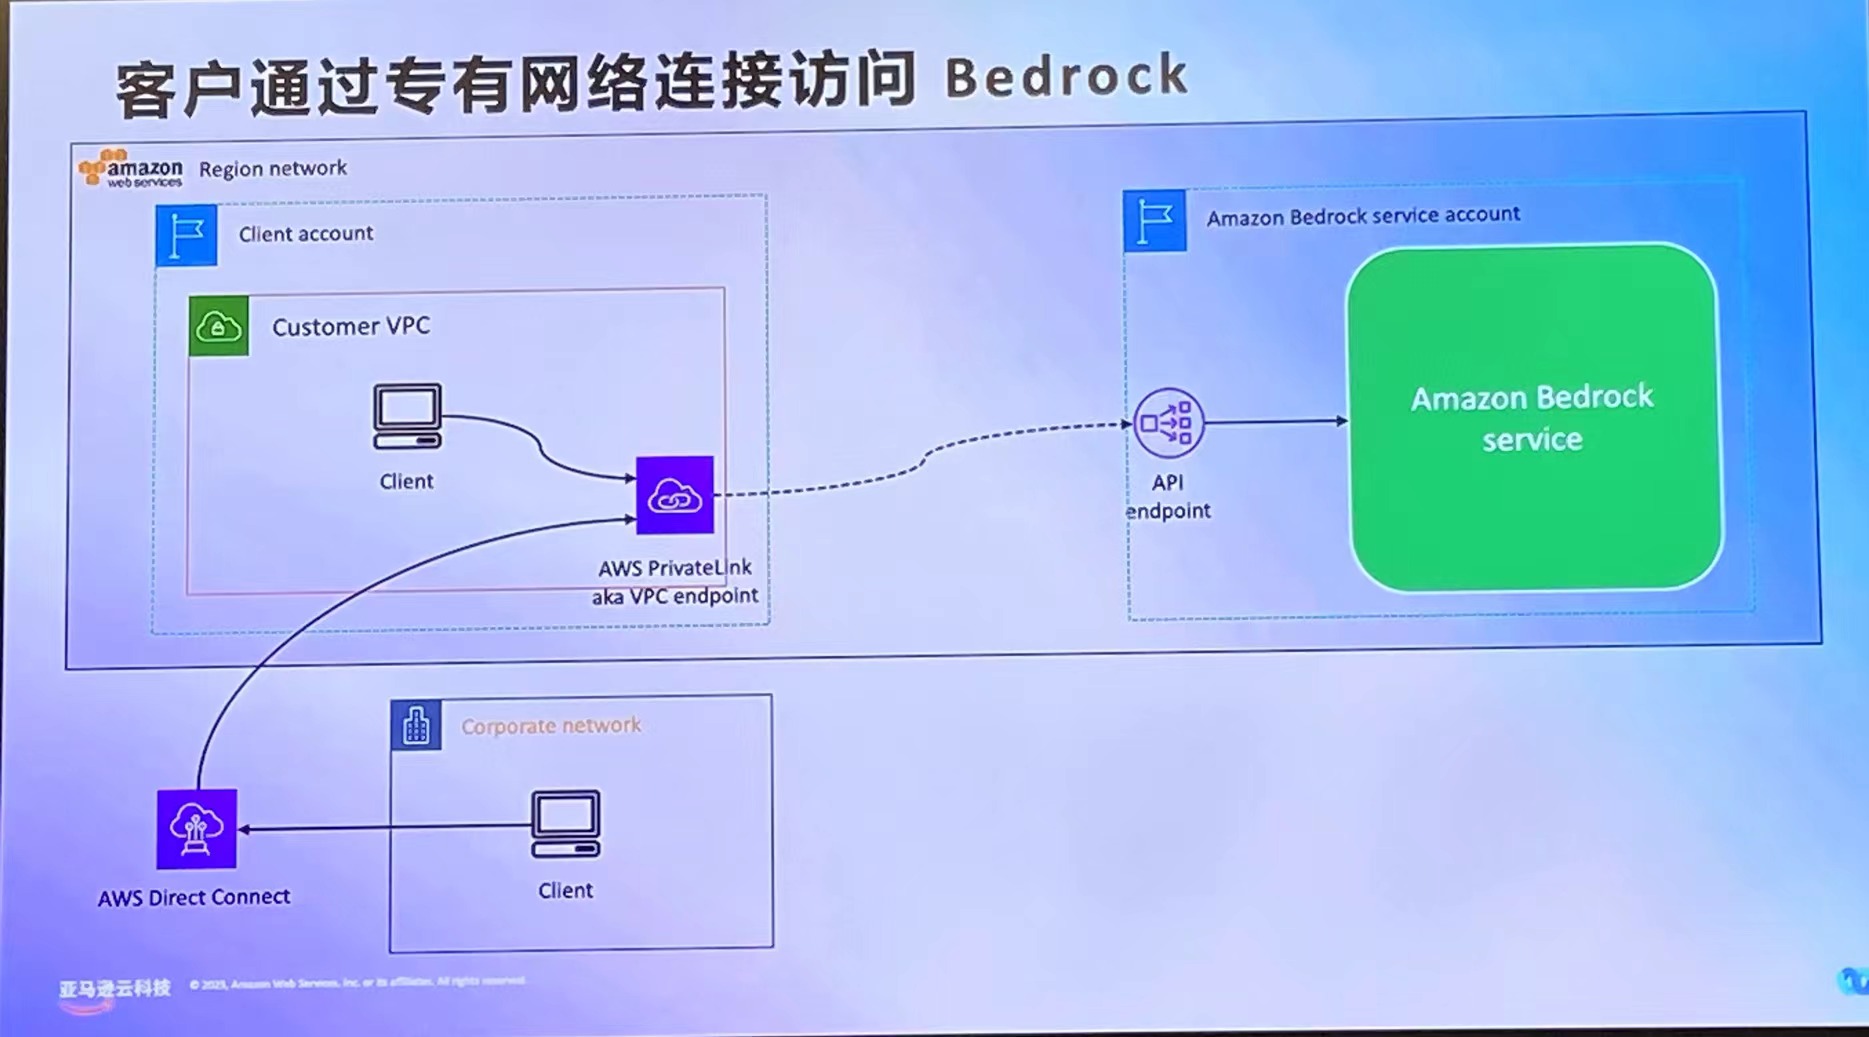 客户通过专有网络连接访问 Bedrock
amazon
web services
Region network
Client account
Amazon Bedrock service account
Customer VPC
Client
AWS PrivateLink
aka VPC endpoint
API
endpoint
Amazon Bedrock
service
Corporate network
AWS Direct Connect
Client
亚马逊云科技
© 2023, Amazon Web Services, Inc. or its affiliates. All rights reserved.